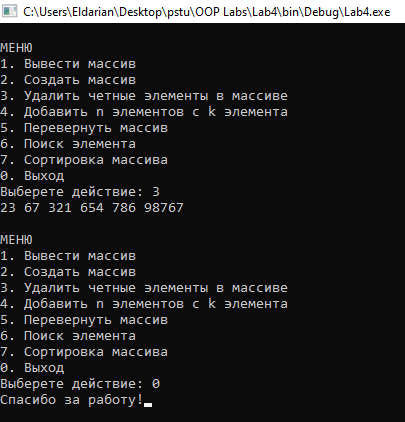 C:\Users\Eldarian\Desktop\pstu\OOP Labs\Lab4\bin\Debug\Lab4.exe
МЕНЮ
1. Вывести массив
2. Создать массив
3. Удалить четные элементы в массиве
4. Добавить n элементов с k элемента
5. Перевернуть массив
6. Поиск элемента
7. Сортировка массива
0. Выход
Выберете действие: 3
23 67 321 654 786 98767
МЕНЮ
1. Вывести массив
2. Создать массив
3. Удалить четные элементы в массиве
4. Добавить n элементов с k элемента
5. Перевернуть массив
6. Поиск элемента
7. Сортировка массива
0. Выход
Выберете действие: 0
Спасибо за работу!